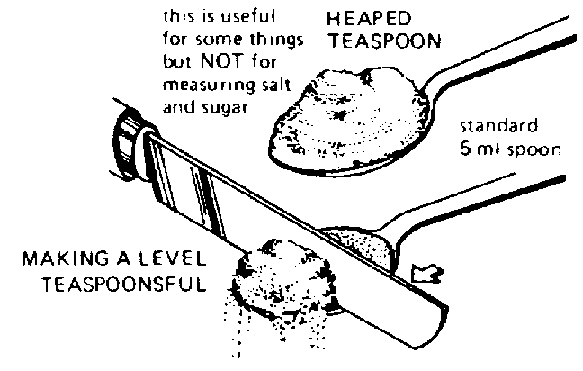 this is useful
for some things
but NOT for
measuring salt
and sugar
HEAPED
TEASPOON
standard
5 ml spoon
MAKING A LEVEL
TEASPOONSFUL